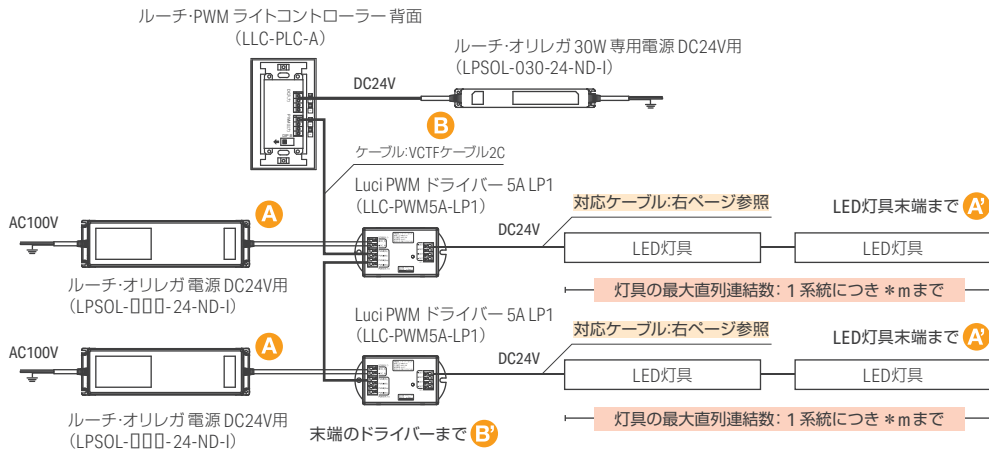 ルーチ・PWM ライトコントローラー 背面
（LLC-PLC-A）
ルーチ・オリレガ 30W 専用電源 DC24V用
（LPSOL-030-24-ND-I）
DC24V
B
ケーブル:VCTFケーブル2C
Luci PWM ドライバー 5A LP1
（LLC-PWM5A-LP1）
AC100V
A
DC24V
対応ケーブル:右ページ参照
LED灯具末端まで A'
LED灯具
LED灯具
ルーチ・オリレガ 電源 DC24V用
（LPSOL-▯▯▯-24-ND-I）
灯具の最大直列連結数: 1 系統につき ＊mまで
Luci PWM ドライバー 5A LP1
（LLC-PWM5A-LP1）
AC100V
A
DC24V
対応ケーブル:右ページ参照
LED灯具末端まで A'
LED灯具
LED灯具
ルーチ・オリレガ 電源 DC24V用
（LPSOL-▯▯▯-24-ND-I）
末端のドライバーまで B'
灯具の最大直列連結数: 1 系統につき ＊mまで